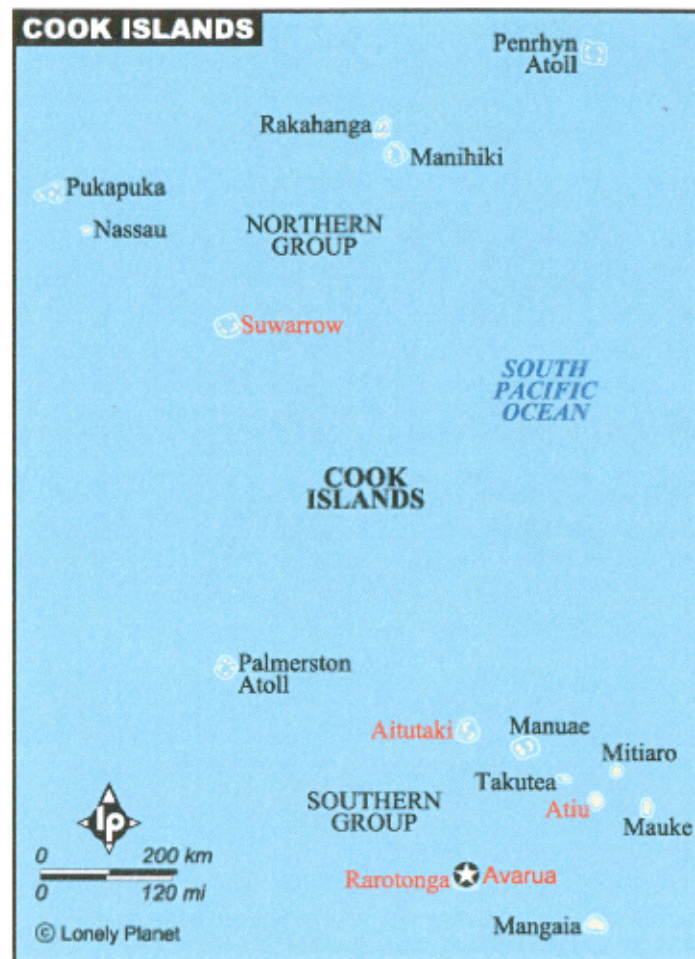 COOK ISLANDS
Penrhyn
Atoll
Rakahanga
Manihiki
Pukapuka
Nassau
NORTHERN
GROUP
Suwarrow
SOUTH
PACIFIC
OCEAN
COOK
ISLANDS
Palmerston
Atoll
Aitutaki
Manuae
Mitiaro
Takutea
Atiu
Mauke
SOUTHERN
GROUP
lp
0 200 km
0 120 mi
Rarotonga Avarua
Mangaia
© Lonely Planet